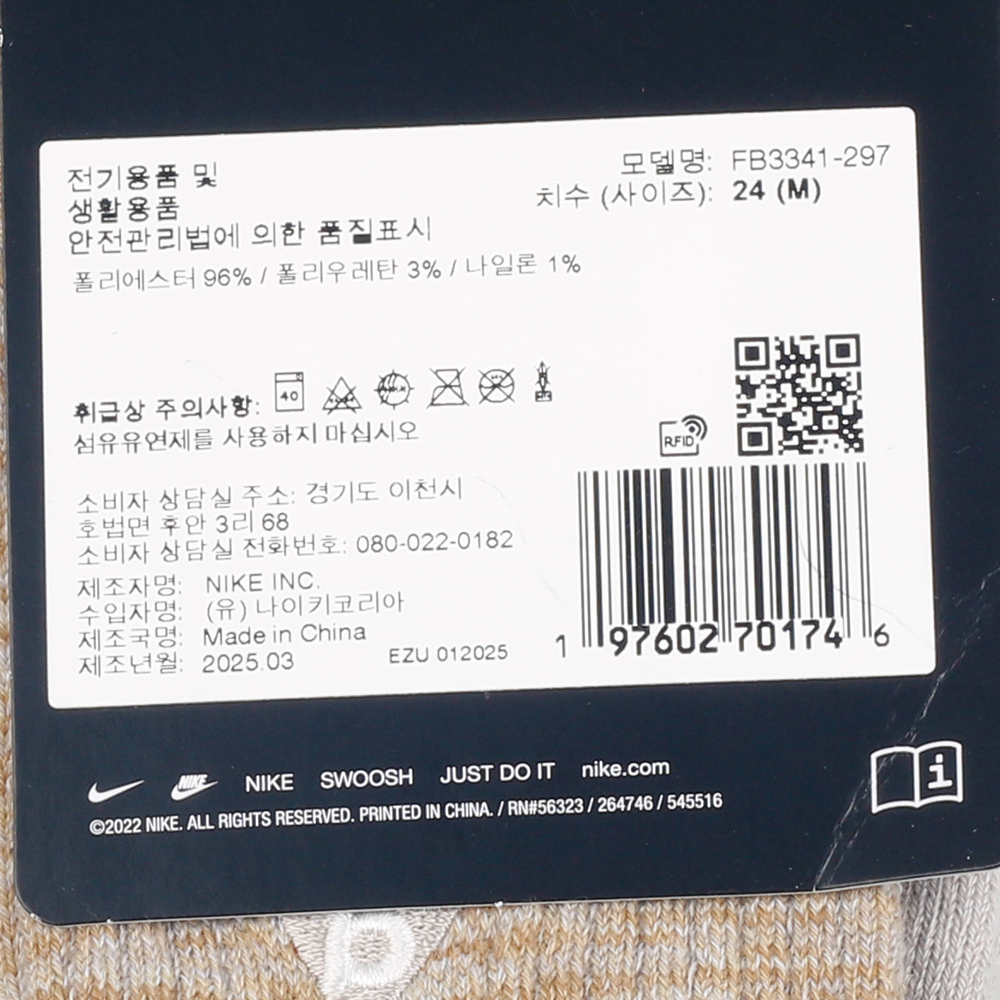 전기용품 및
생활용품
안전관리법에 의한 품질표시
폴리에스터 96% / 폴리우레탄 3% / 나일론 1%
모델명: FB3341-297
치수 (사이즈): 24 (M)
취급상 주의사항: 40
섬유유연제를 사용하지 마십시오
RFID
소비자 상담실 주소: 경기도 이천시
호법면 후안 3리 68
소비자 상담실 전화번호: 080-022-0182
제조자명: NIKE INC.
수입자명: (유) 나이키코리아
제조국명: Made in China
제조년월: 2025.03
EZU 012025
1 97602 70174 6
NIKE NIKE SWOOSH JUST DO IT nike.com
©2022 NIKE. ALL RIGHTS RESERVED. PRINTED IN CHINA. / RN#56323 / 264746 / 545516
i